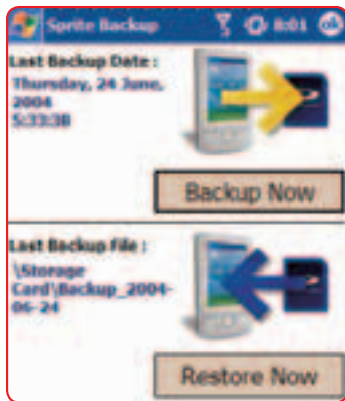 Sprite Backup 8:01 ok
Last Backup Date :
Thursday, 24 June,
2004
5:33:38
Backup Now
Last Backup File :
\Storage
Card\Backup_2004-
06-24
Restore Now